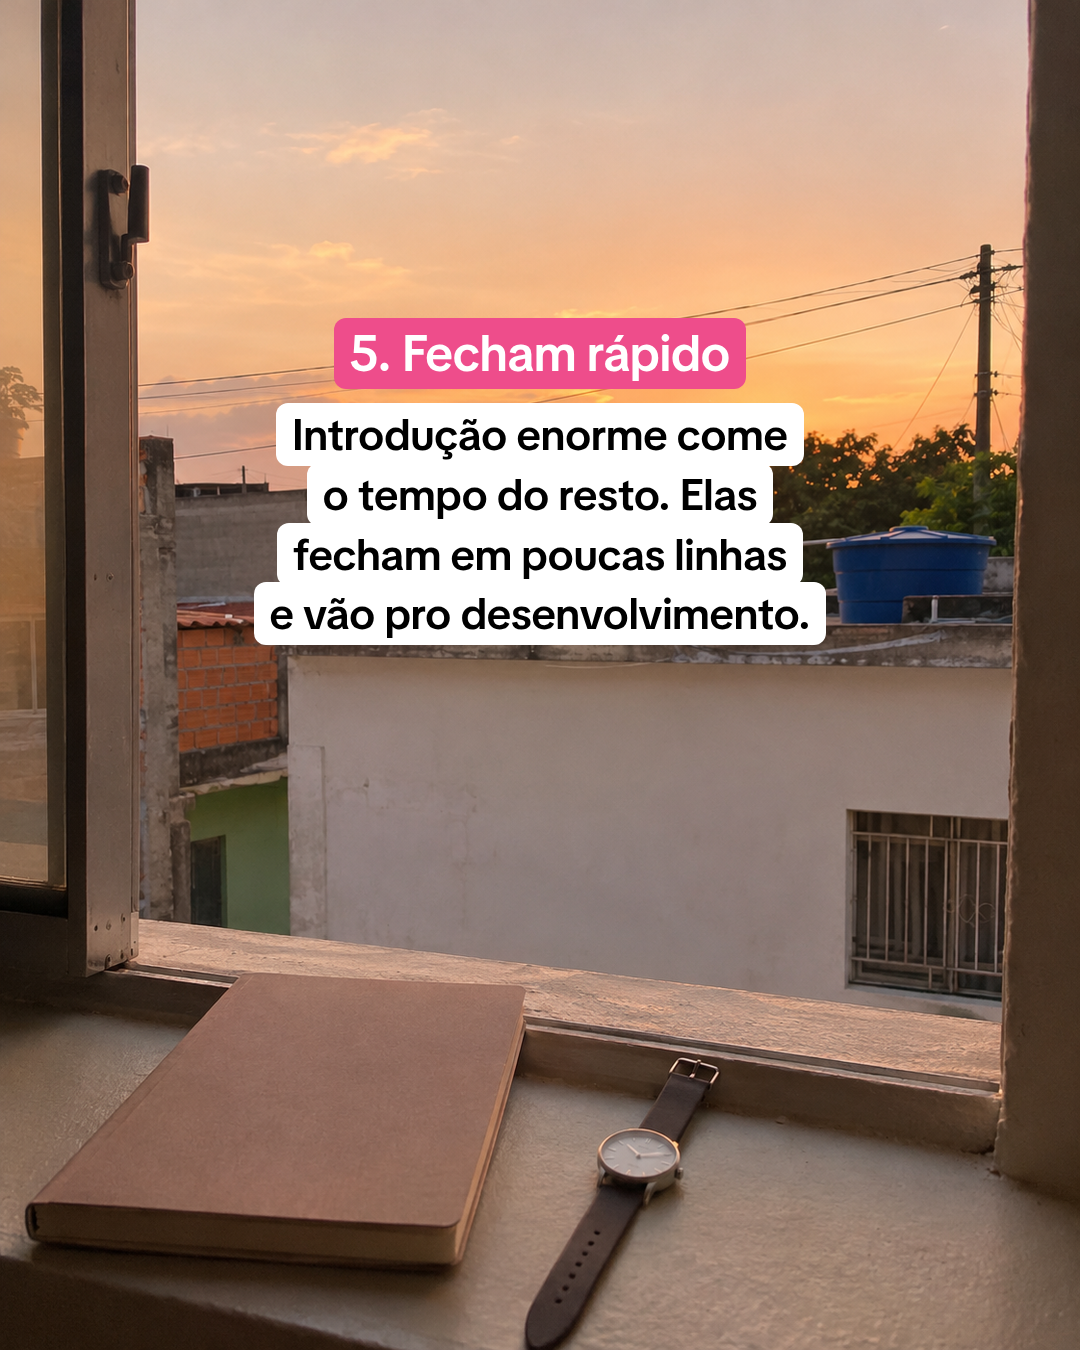 5. Fecham rápido
Introdução enorme come
o tempo do resto. Elas
fecham em poucas linhas
e vão pro desenvolvimento.